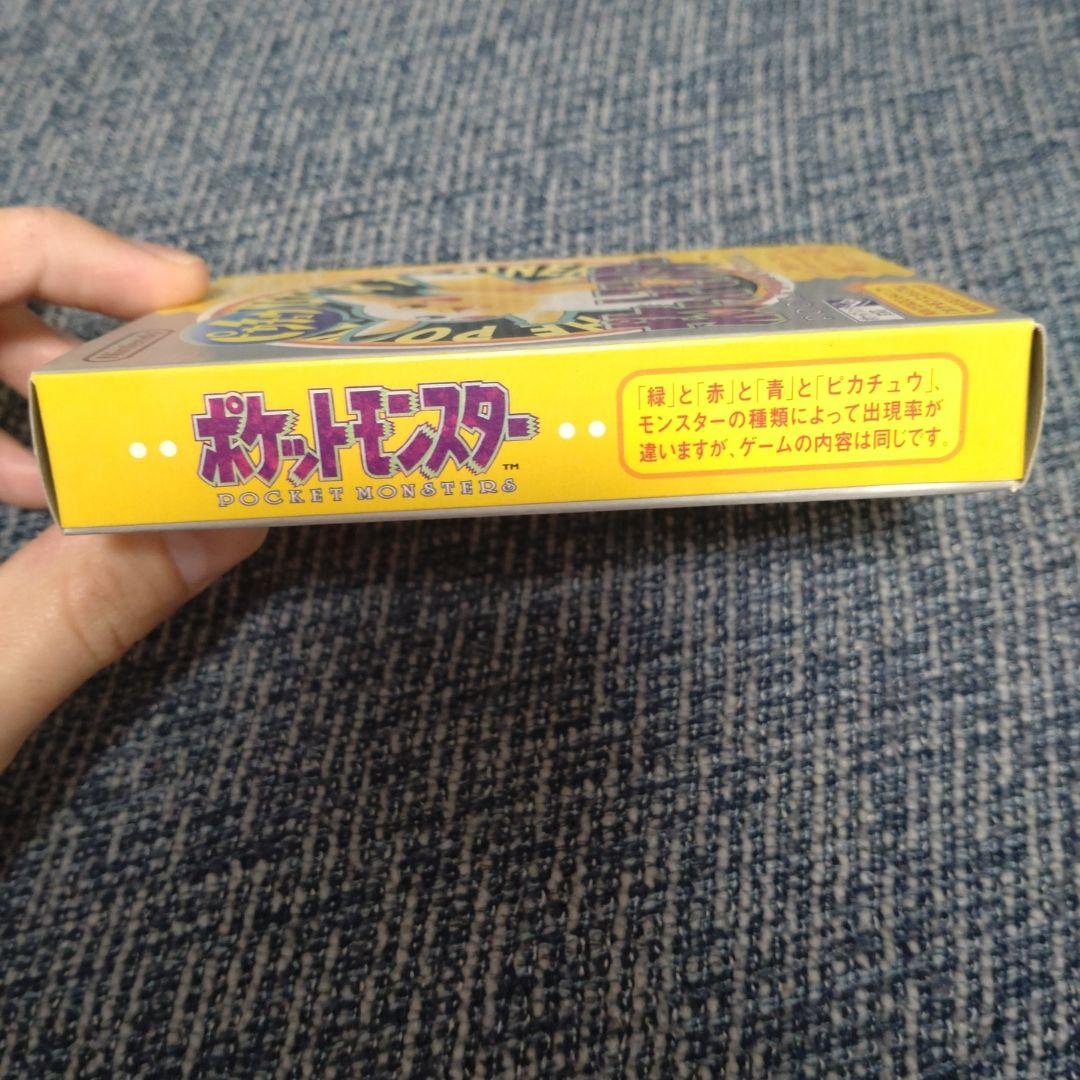 ポケットモンスター
TM
POCKET MONSTERS
「緑」と「赤」と「青」と「ピカチュウ」、
モンスターの種類によって出現率が
違いますが、ゲームの内容は同じです。